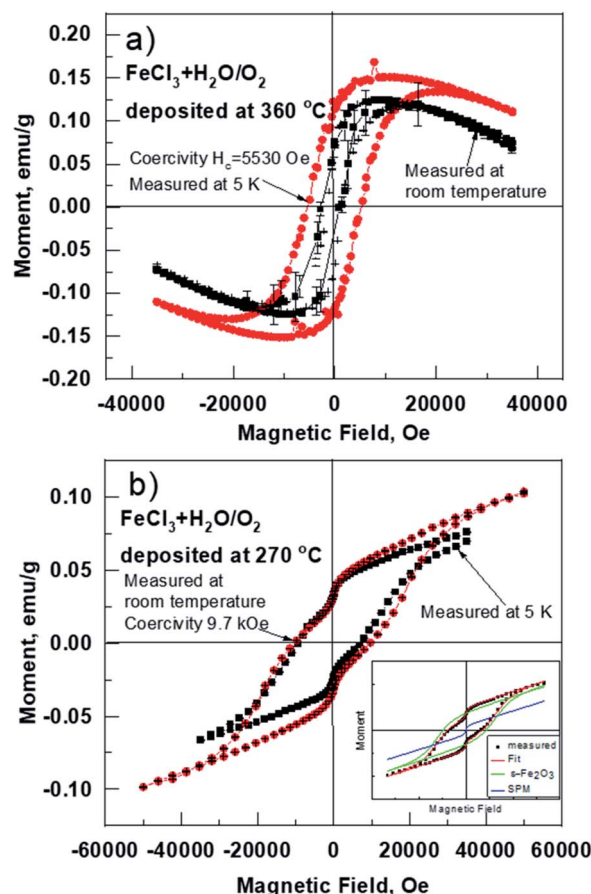 a)
FeCl3+H2O/O2
deposited at 360 °C
Coercivity Hc=5530 Oe
Measured at 5 K
Measured at
room temperature
0.20
0.15
0.10
0.05
0.00
-0.05
-0.10
-0.15
0.20
Moment, emu/g
-40000 -20000 0 20000 40000
Magnetic Field, Oe
b)
FeCl3+H2O/O2
deposited at 270 °C
Measured at
room temperature
Coercivity 9.7 kOe
Measured at 5 K
0.10
0.05
0.00
-0.05
-0.10
Moment, emu/g
Moment
measured
Fit
s-Fe2O3
SPM
Magnetic Field
-60000 -40000 -20000 0 20000 40000 60000
Magnetic Field, Oe